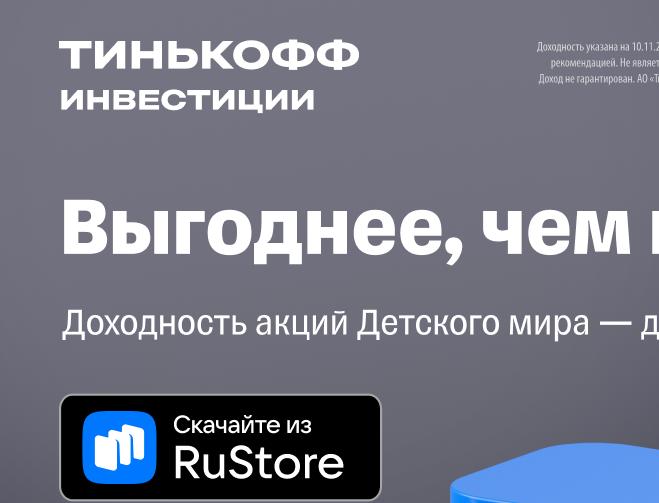 ТИНЬКОФФ
ИНВЕСТИЦИИ
Доходность указана на 10.11.2
рекомендацией. Не являет
Доход не гарантирован. АО «Ти
Выгоднее, чем
Доходность акций Детского мира — д
Скачайте из
RuStore